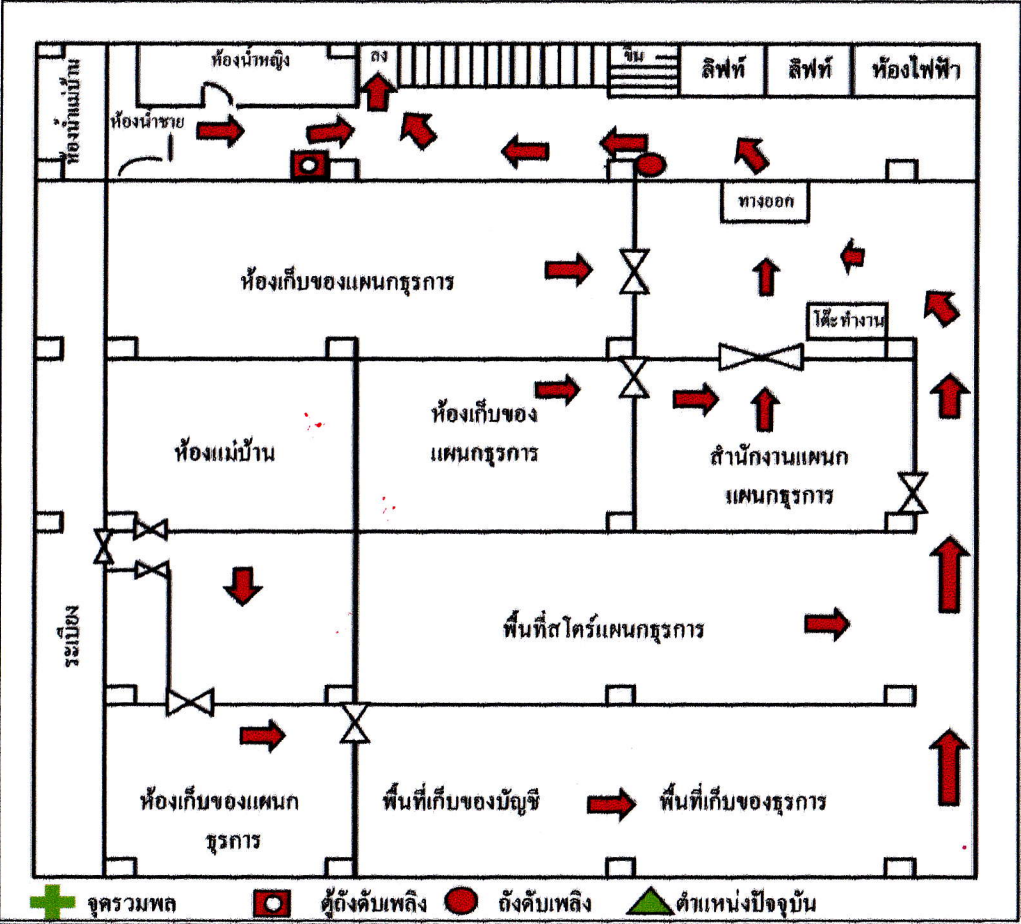 ห้องน้ำหญิง
ลง
ขึ้น
ลิฟท์
ลิฟท์
ห้องไฟฟ้า
ห้องน้ำแม่บ้าน
ห้องน้ำชาย
ทางออก
ห้องเก็บของแผนกธุรการ
โต๊ะทำงาน
ห้องแม่บ้าน
ห้องเก็บของ
แผนกธุรการ
สำนักงานแผนก
แผนกธุรการ
ระเบียง
พื้นที่สโตร์แผนกธุรการ
ห้องเก็บของแผนก
ธุรการ
พื้นที่เก็บของบัญชี
พื้นที่เก็บของธุรการ
จุดรวมพล
ตู้ถังดับเพลิง
ถังดับเพลิง
ตำแหน่งปัจจุบัน